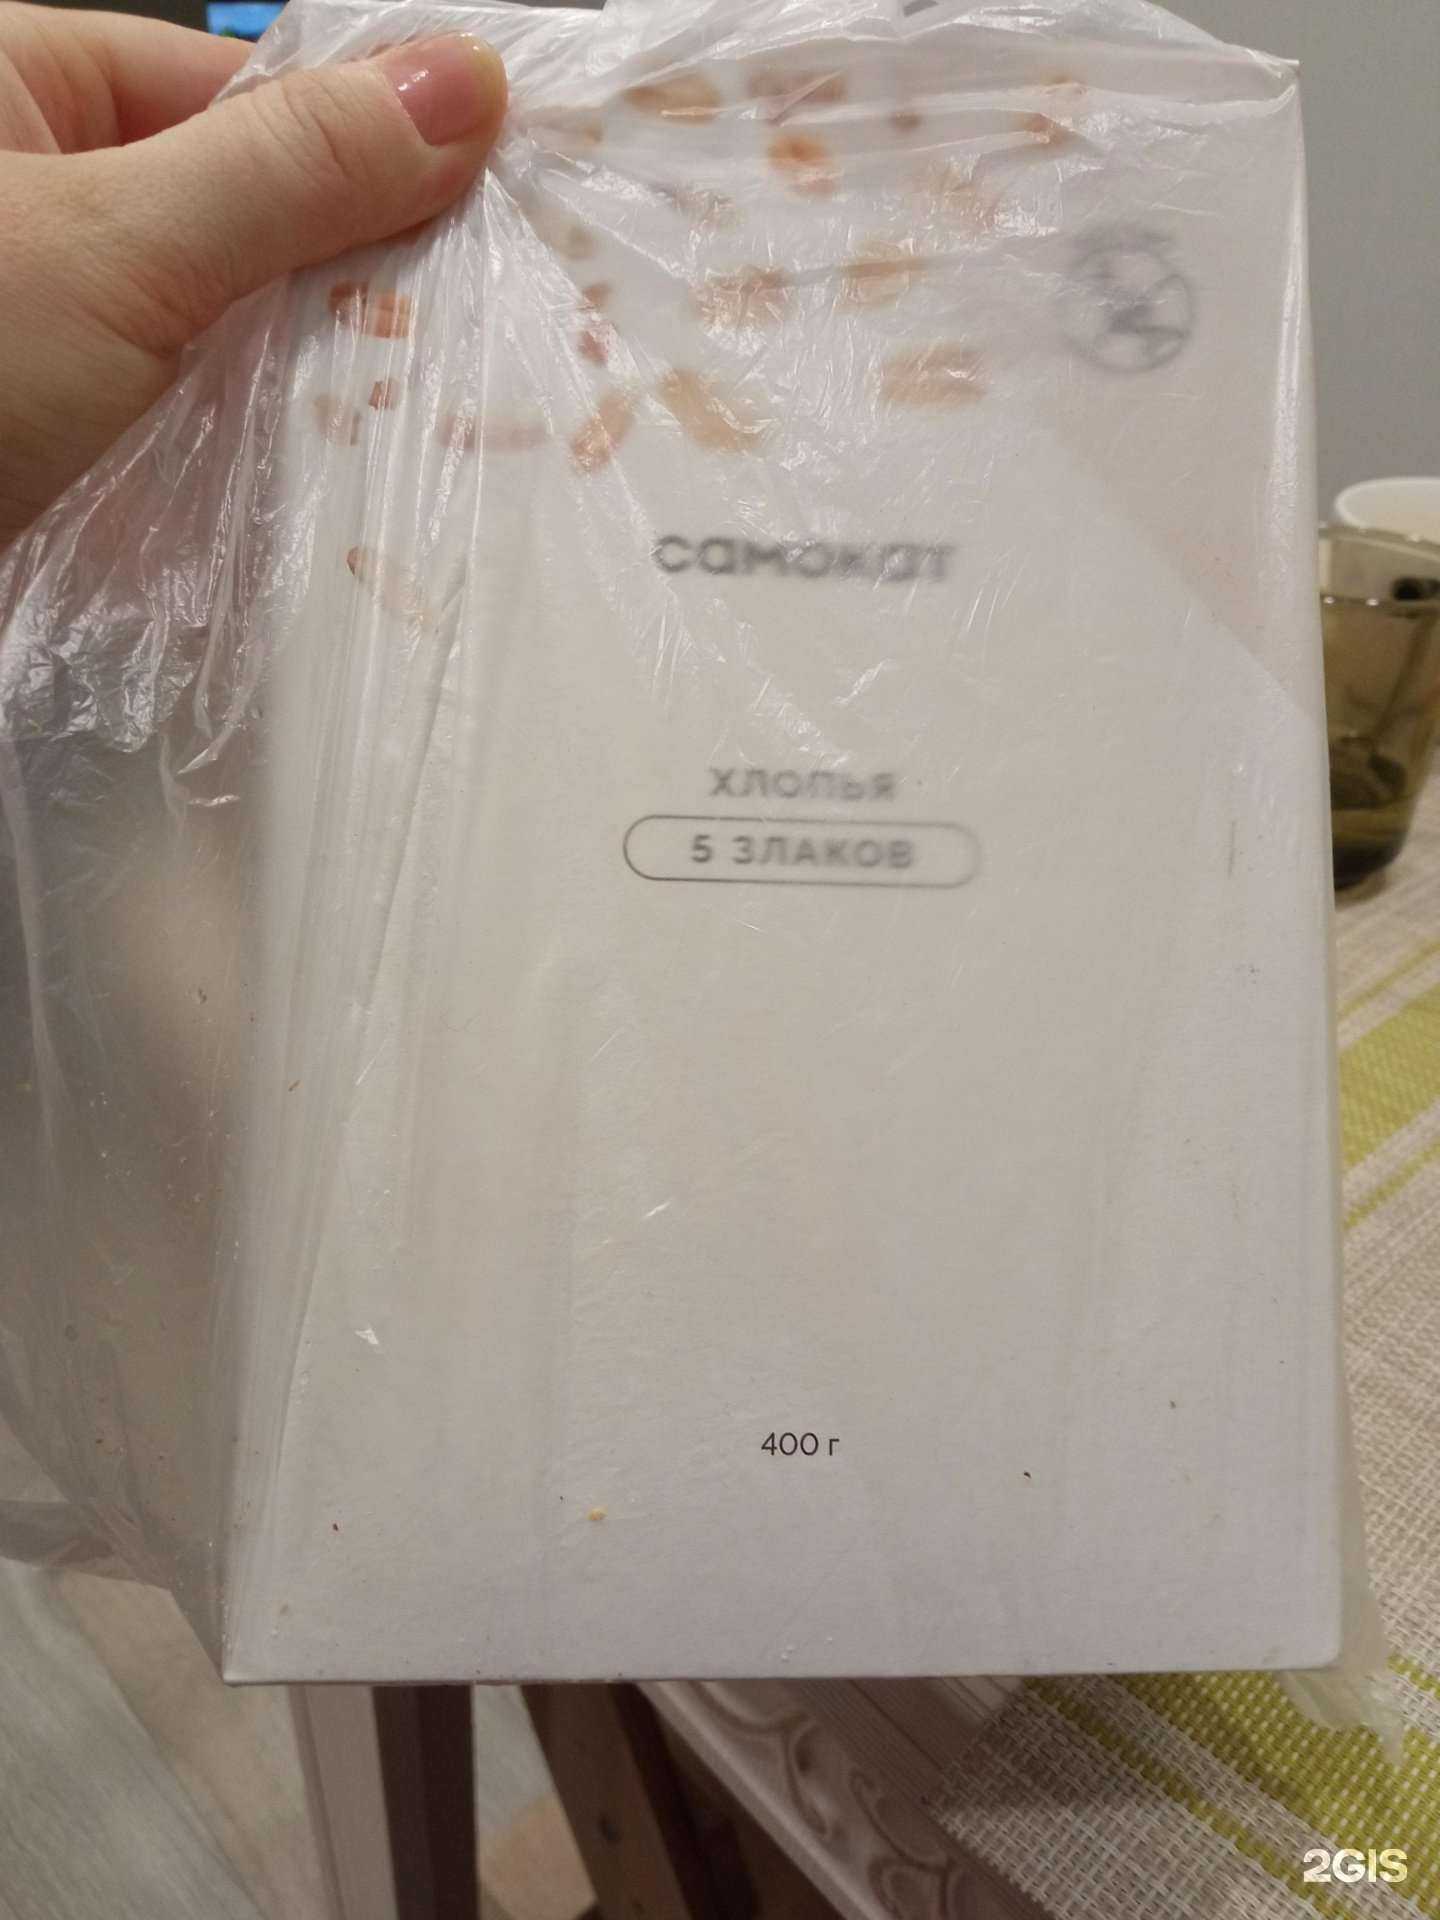 самокат
хлопья
5 ЗЛАКОВ
400 г
2GIS